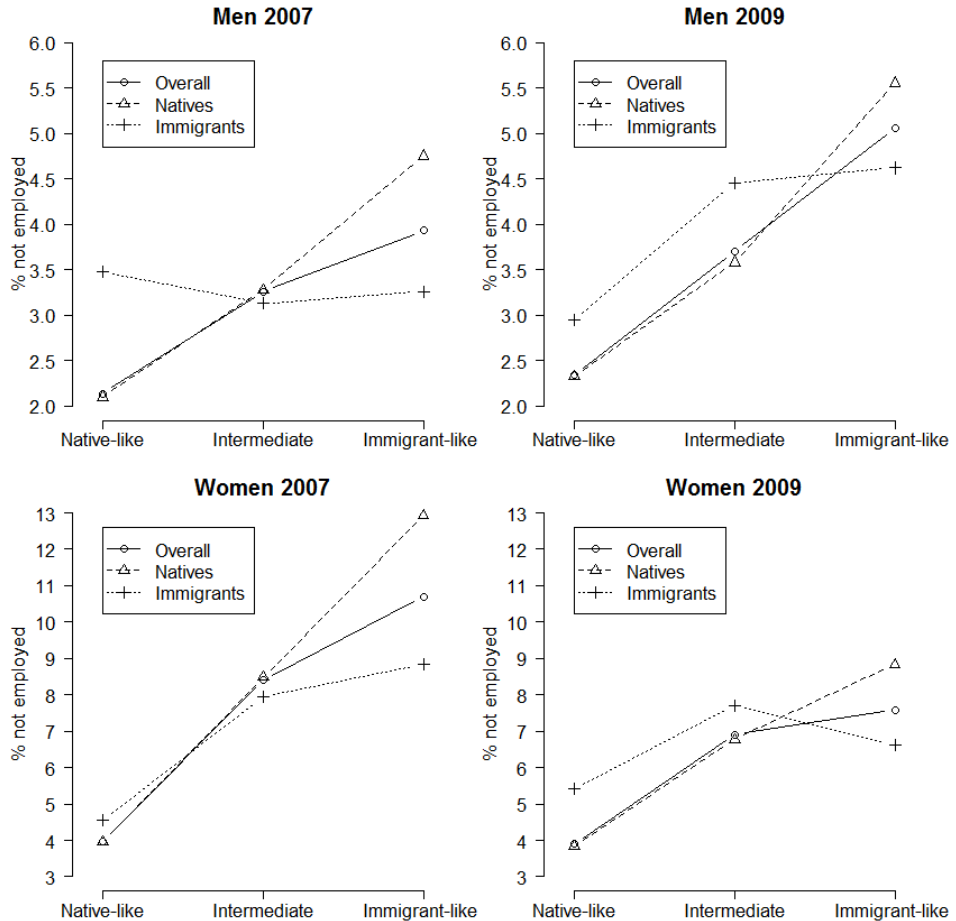 Men 2007
% not employed
6.0
5.5
5.0
4.5
4.0
3.5
3.0
2.5
2.0
Overall
Natives
Immigrants
Native-like Intermediate Immigrant-like
Men 2009
% not employed
6.0
5.5
5.0
4.5
4.0
3.5
3.0
2.5
2.0
Overall
Natives
Immigrants
Native-like Intermediate Immigrant-like
Women 2007
% not employed
13
12
11
10
9
8
7
6
5
4
3
Overall
Natives
Immigrants
Native-like Intermediate Immigrant-like
Women 2009
% not employed
13
12
11
10
9
8
7
6
5
4
3
Overall
Natives
Immigrants
Native-like Intermediate Immigrant-like